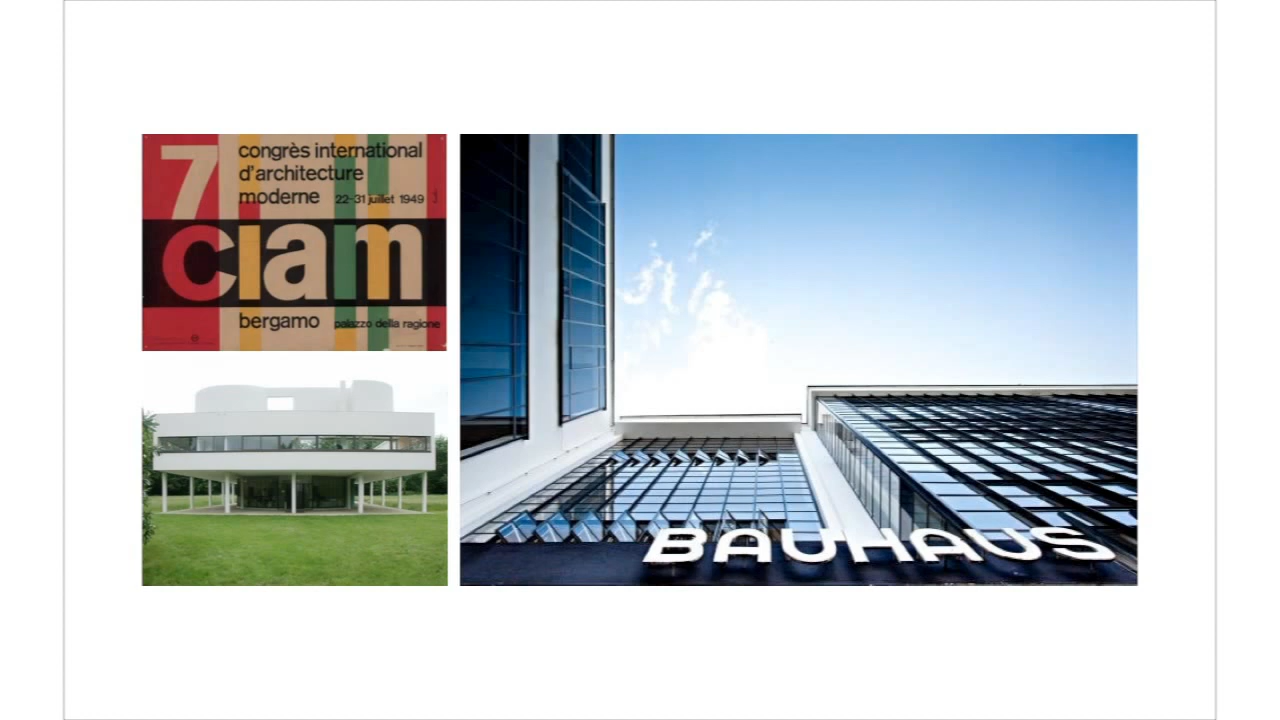 7
congrès international
d'architecture
moderne 22-31 juillet 1949
ciam
bergamo palazzo della ragione
BAUHAUS